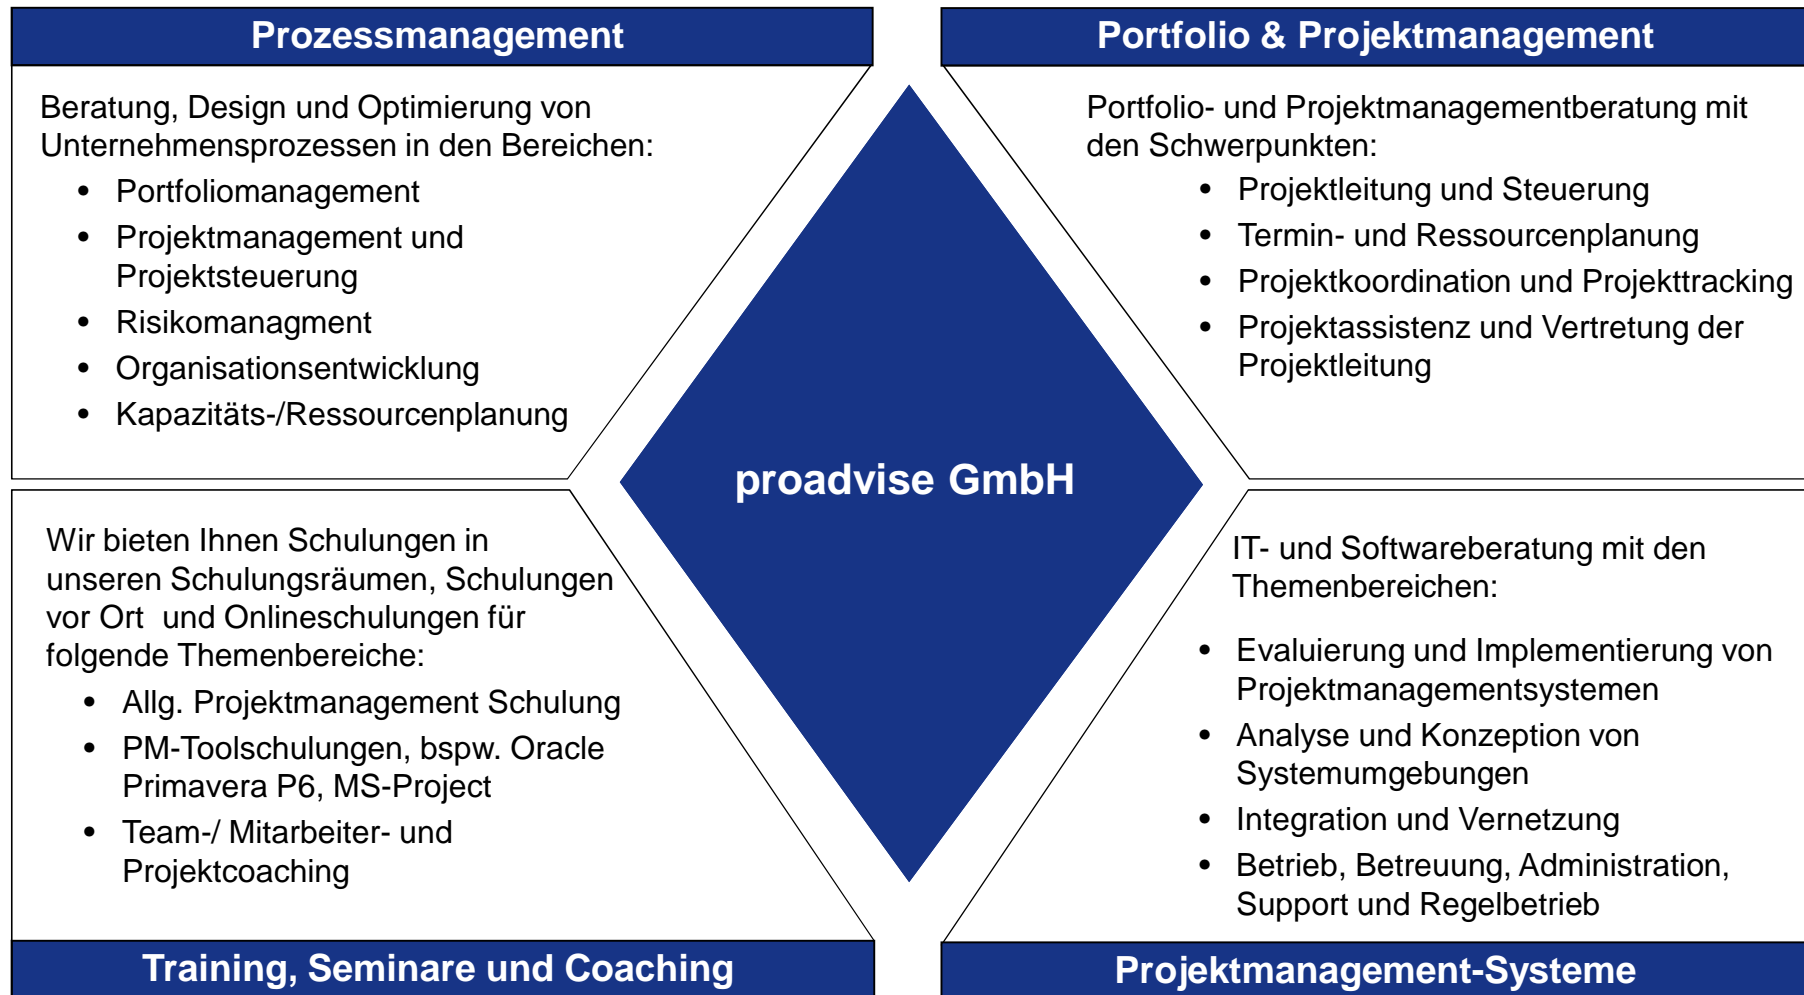 Prozessmanagement
Beratung, Design und Optimierung von
Unternehmensprozessen in den Bereichen:
• Portfoliomanagement
• Projektmanagement und
Projektsteuerung
• Risikomanagment
• Organisationsentwicklung
• Kapazitäts-/Ressourcenplanung
Portfolio & Projektmanagement
Portfolio- und Projektmanagementberatung mit
den Schwerpunkten:
• Projektleitung und Steuerung
• Termin- und Ressourcenplanung
• Projektkoordination und Projekttracking
• Projektassistenz und Vertretung der
Projektleitung
proadvise GmbH
Wir bieten Ihnen Schulungen in
unseren Schulungsräumen, Schulungen
vor Ort  und Onlineschulungen für
folgende Themenbereiche:
• Allg. Projektmanagement Schulung
• PM-Toolschulungen, bspw. Oracle
Primavera P6, MS-Project
• Team-/ Mitarbeiter- und
Projektcoaching
Training, Seminare und Coaching
IT- und Softwareberatung mit den
Themenbereichen:
• Evaluierung und Implementierung von
Projektmanagementsystemen
• Analyse und Konzeption von
Systemumgebungen
• Integration und Vernetzung
• Betrieb, Betreuung, Administration,
Support und Regelbetrieb
Projektmanagement-Systeme